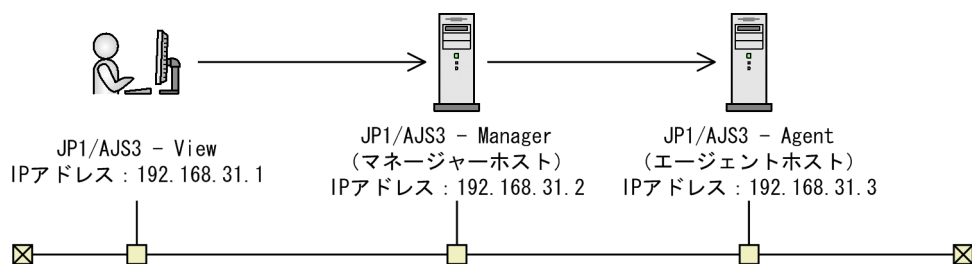 JP1/AJS3 - View
IPアドレス：192.168.31.1
JP1/AJS3 - Manager
（マネージャーホスト）
IPアドレス：192.168.31.2
JP1/AJS3 - Agent
（エージェントホスト）
IPアドレス：192.168.31.3